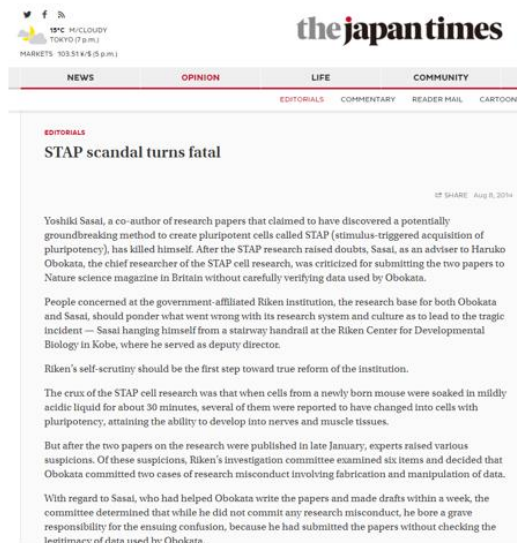 15°C M/CLOUDY
TOKYO (7 p.m.)
MARKETS 103.51 ¥/$ (5 p.m.)
the japan times
NEWS OPINION LIFE COMMUNITY
EDITORIALS COMMENTARY READER MAIL CARTOON
EDITORIALS
STAP scandal turns fatal
SHARE Aug 8, 2014
Yoshiki Sasai, a co-author of research papers that claimed to have discovered a potentially
groundbreaking method to create pluripotent cells called STAP (stimulus-triggered acquisition of
pluripotency), has killed himself. After the STAP research raised doubts, Sasai, as an adviser to Haruko
Obokata, the chief researcher of the STAP cell research, was criticized for submitting the two papers to
Nature science magazine in Britain without carefully verifying data used by Obokata.
People concerned at the government-affiliated Riken institution, the research base for both Obokata
and Sasai, should ponder what went wrong with its research system and culture as to lead to the tragic
incident — Sasai hanging himself from a stairway handrail at the Riken Center for Developmental
Biology in Kobe, where he served as deputy director.
Riken's self-scrutiny should be the first step toward true reform of the institution.
The crux of the STAP cell research was that when cells from a newly born mouse were soaked in mildly
acidic liquid for about 30 minutes, several of them were reported to have changed into cells with
pluripotency, attaining the ability to develop into nerves and muscle tissues.
But after the two papers on the research were published in late January, experts raised various
suspicions. Of these suspicions, Riken's investigation committee examined six items and decided that
Obokata committed two cases of research misconduct involving fabrication and manipulation of data.
With regard to Sasai, who had helped Obokata write the papers and made drafts within a week, the
committee determined that while he did not commit any research misconduct, he bore a grave
responsibility for the ensuing confusion, because he had submitted the papers without checking the
legitimacy of data used by Obokata.